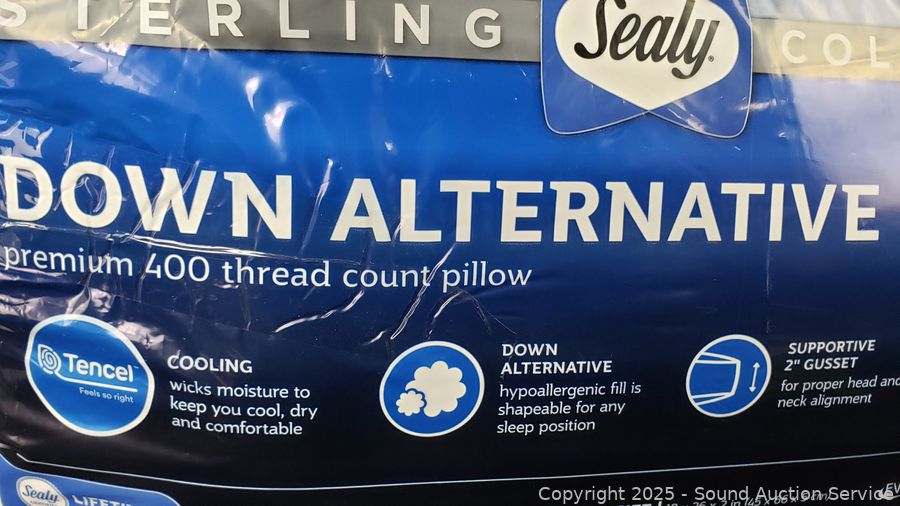 STERLING COL
Sealy
DOWN ALTERNATIVE
premium 400 thread count pillow
Tencel
Feels so right
COOLING
wicks moisture to
keep you cool, dry
and comfortable
DOWN
ALTERNATIVE
hypoallergenic fill is
shapeable for any
sleep position
SUPPORTIVE
2" GUSSET
for proper head and
neck alignment
Sealy
LIFETI
Copyright 2025 - Sound Auction Service